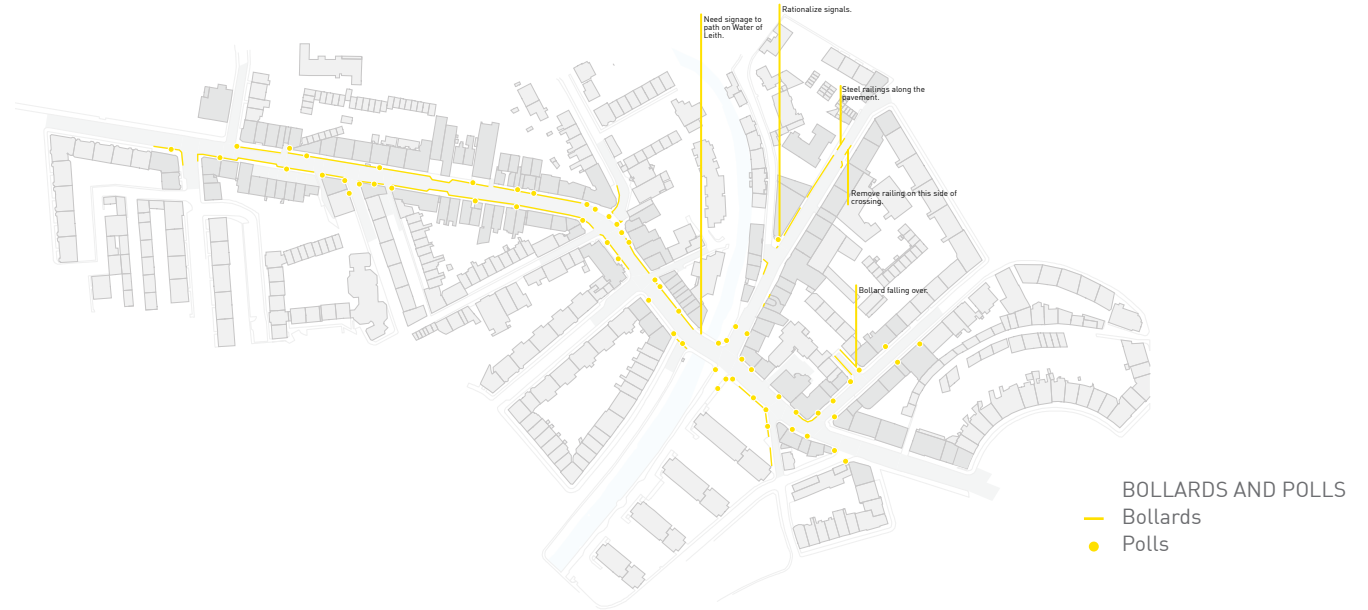 Rationalize signals.
Need signage to
path on Water of
Leith.
Steel railings along the
pavement.
Remove railing on this side of
crossing.
Bollard falling over.
BOLLARDS AND POLLS
Bollards
Polls